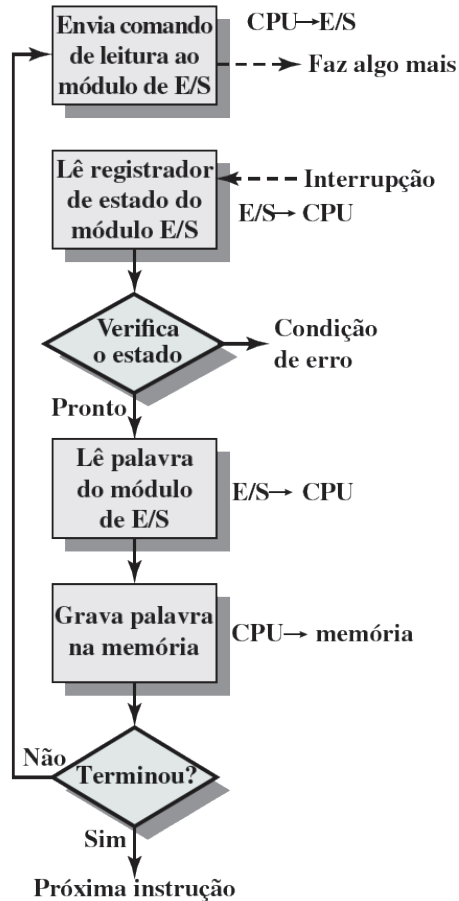 Envia comando
de leitura ao
módulo de E/S
CPU→E/S
Faz algo mais
Lê registrador
de estado do
módulo E/S
Interrupção
E/S→ CPU
Verifica
o estado
Condição
de erro
Pronto
Lê palavra
do módulo
de E/S
E/S→ CPU
Grava palavra
na memória
CPU→ memória
Não
Terminou?
Sim
Próxima instrução